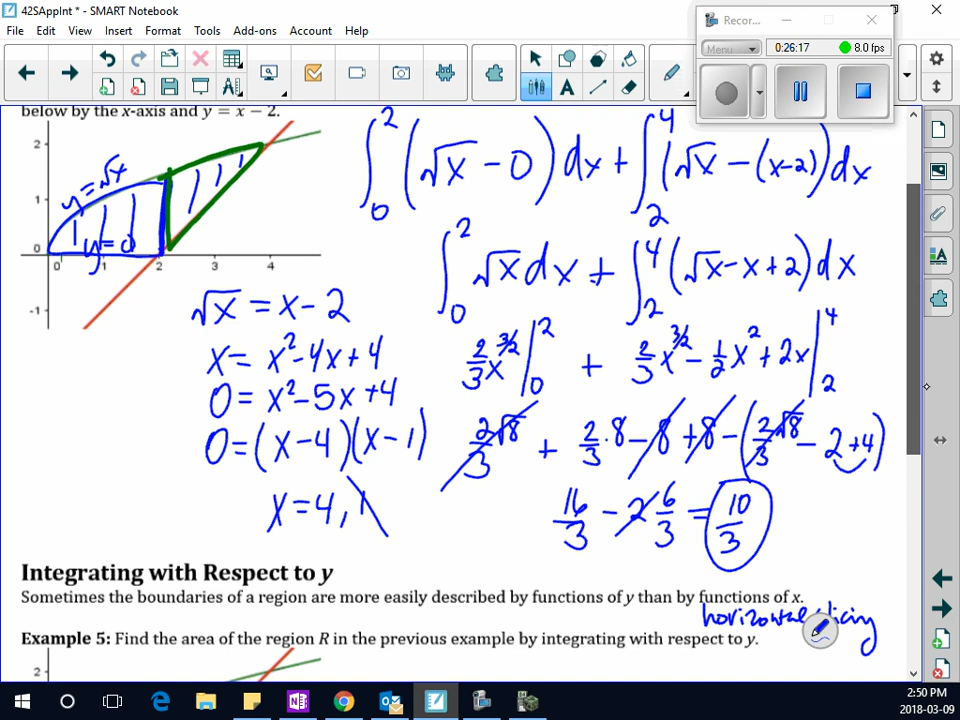 42SAppInt * - SMART Notebook
File Edit View Insert Format Tools Add-ons Account Help
Recor...
Menu 0:26:17 8.0 fps
below by the x-axis and y = x − 2.
2
1
0
-1
0 1 2 3 4
y=√x
y=0
∫₀² (√x − 0) dx + ∫₂⁴ (√x − (x−2)) dx
∫₀² √x dx + ∫₂⁴ (√x − x + 2) dx
√x = x − 2
x = x² − 4x + 4
0 = x² − 5x + 4
0 = (x − 4)(x − 1)
x = 4, 1
2/3 x^3/2 |₀² + 2/3 x^3/2 − 1/2 x² + 2x |₂⁴
2/3 √8 + 2/3 · 8 − 8 + 8 − (2/3 √8 − 2 + 4)
16/3 − 2 6/3 = 10/3
Integrating with Respect to y
Sometimes the boundaries of a region are more easily described by functions of y than by functions of x.
horizontal slicing
Example 5: Find the area of the region R in the previous example by integrating with respect to y.
2
2:50 PM
2018-03-09